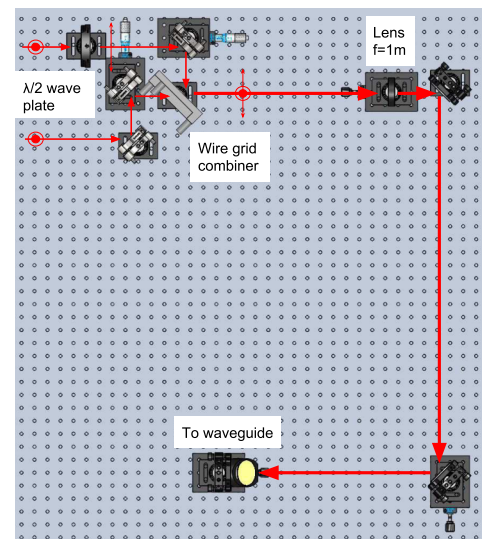 Lens
f=1m
λ/2 wave
plate
Wire grid
combiner
To waveguide